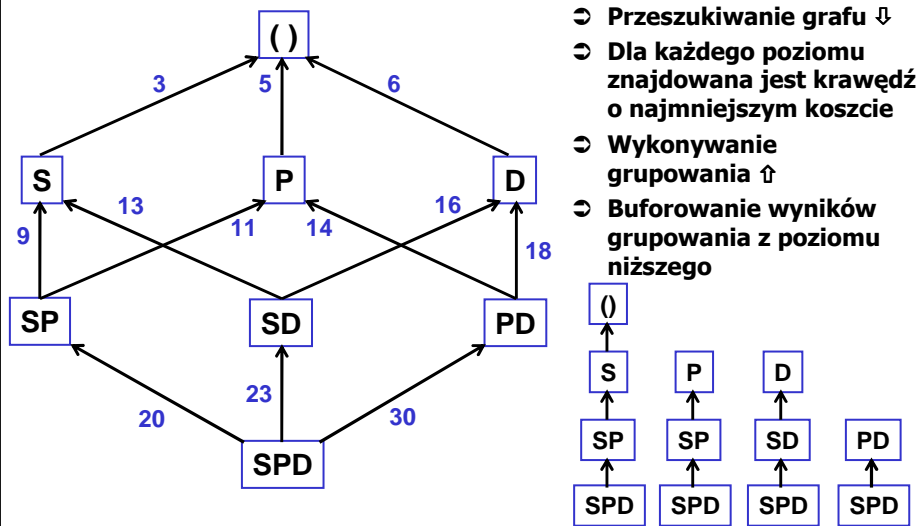 ()
3
5
6
S
P
D
9
13
11
14
16
18
SP
SD
PD
20
23
30
SPD
➲ Przeszukiwanie grafu ⇩
➲ Dla każdego poziomu
znajdowana jest krawędź
o najmniejszym koszcie
➲ Wykonywanie
grupowania ⇧
➲ Buforowanie wyników
grupowania z poziomu
niższego
()
S P D
SP SP SD PD
SPD SPD SPD SPD